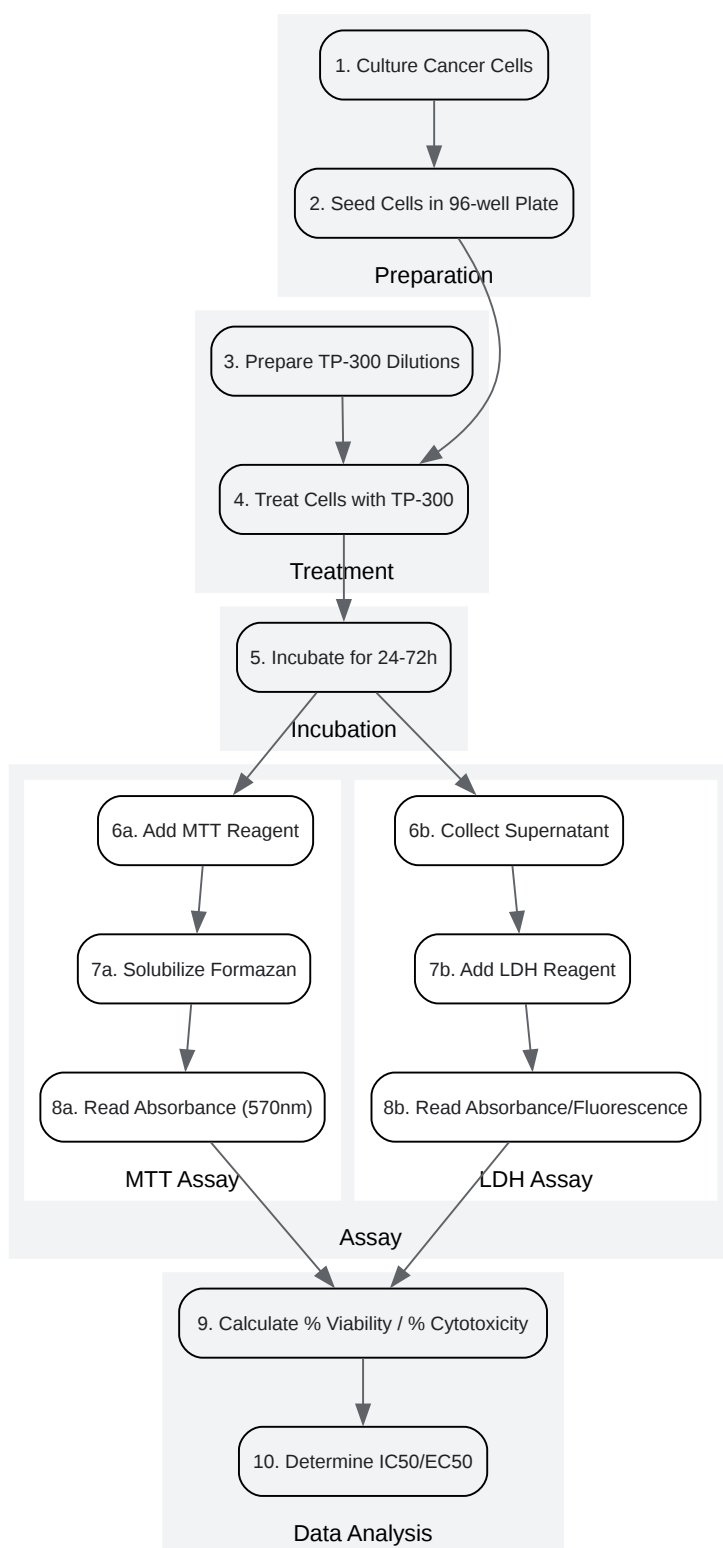 1. Culture Cancer Cells
2. Seed Cells in 96-well Plate
Preparation
3. Prepare TP-300 Dilutions
4. Treat Cells with TP-300
Treatment
5. Incubate for 24-72h
Incubation
6a. Add MTT Reagent
6b. Collect Supernatant
7a. Solubilize Formazan
7b. Add LDH Reagent
8a. Read Absorbance (570nm)
8b. Read Absorbance/Fluorescence
MTT Assay
LDH Assay
Assay
9. Calculate % Viability / % Cytotoxicity
10. Determine IC50/EC50
Data Analysis